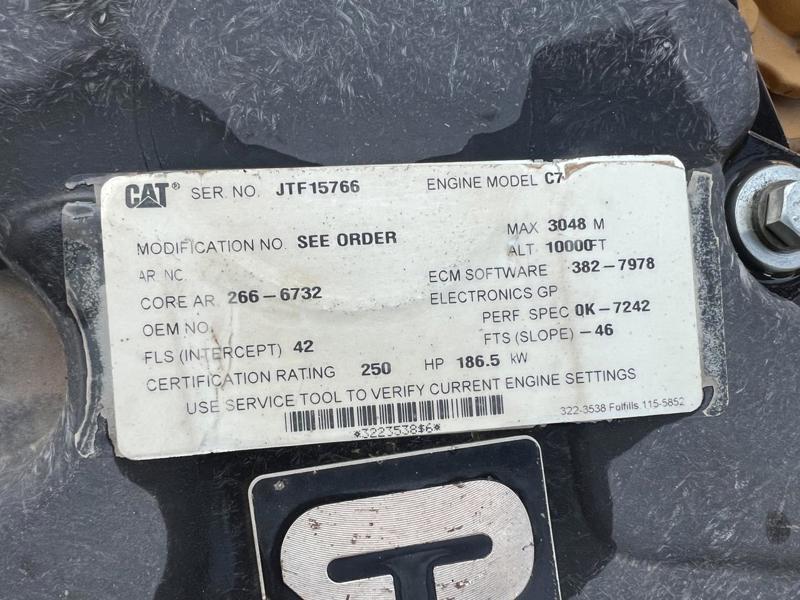 CAT® SER. NO. JTF15766 ENGINE MODEL C7
MODIFICATION NO. SEE ORDER MAX 3048 M
ALT 10000FT
AR NC ECM SOFTWARE 382-7978
CORE AR 266-6732 ELECTRONICS GP
OEM NO. PERF. SPEC 0K-7242
FLS (INTERCEPT) 42 FTS (SLOPE) -46
CERTIFICATION RATING 250 HP 186.5 kW
USE SERVICE TOOL TO VERIFY CURRENT ENGINE SETTINGS
*3223538$6*
322-3538 Fulfills 115-5852